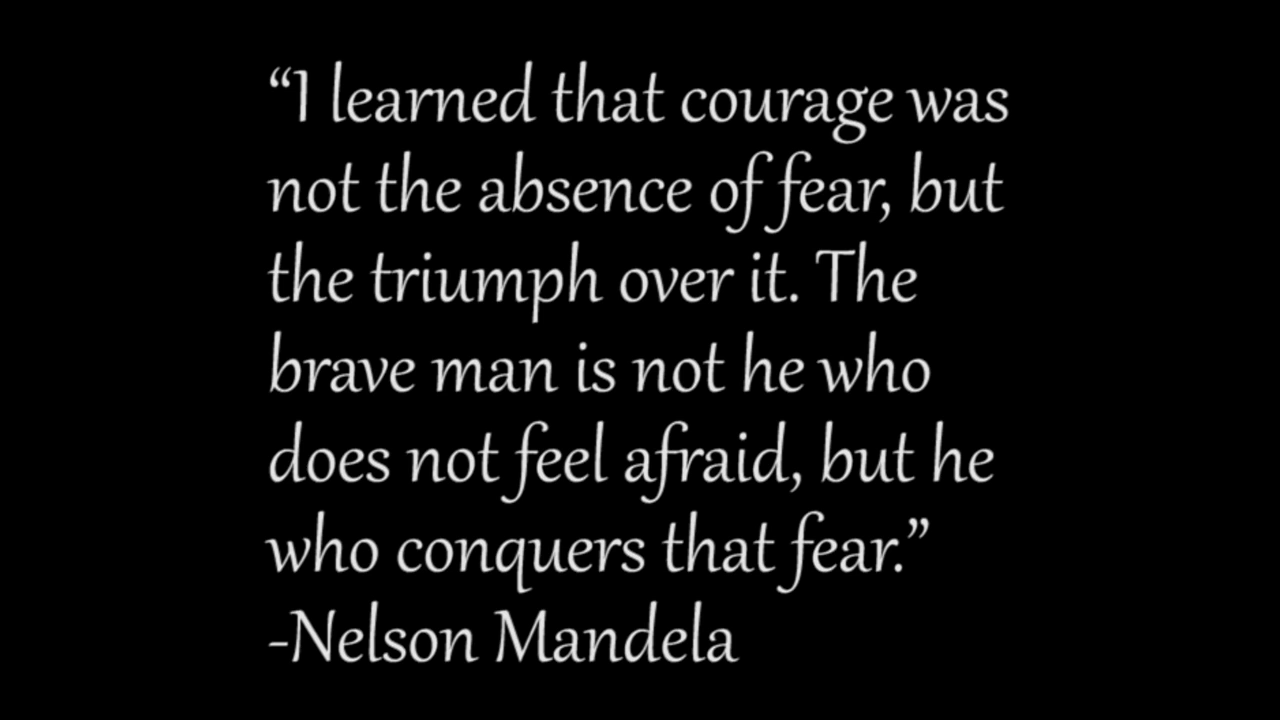 “I learned that courage was
not the absence of fear, but
the triumph over it. The
brave man is not he who
does not feel afraid, but he
who conquers that fear.”
-Nelson Mandela